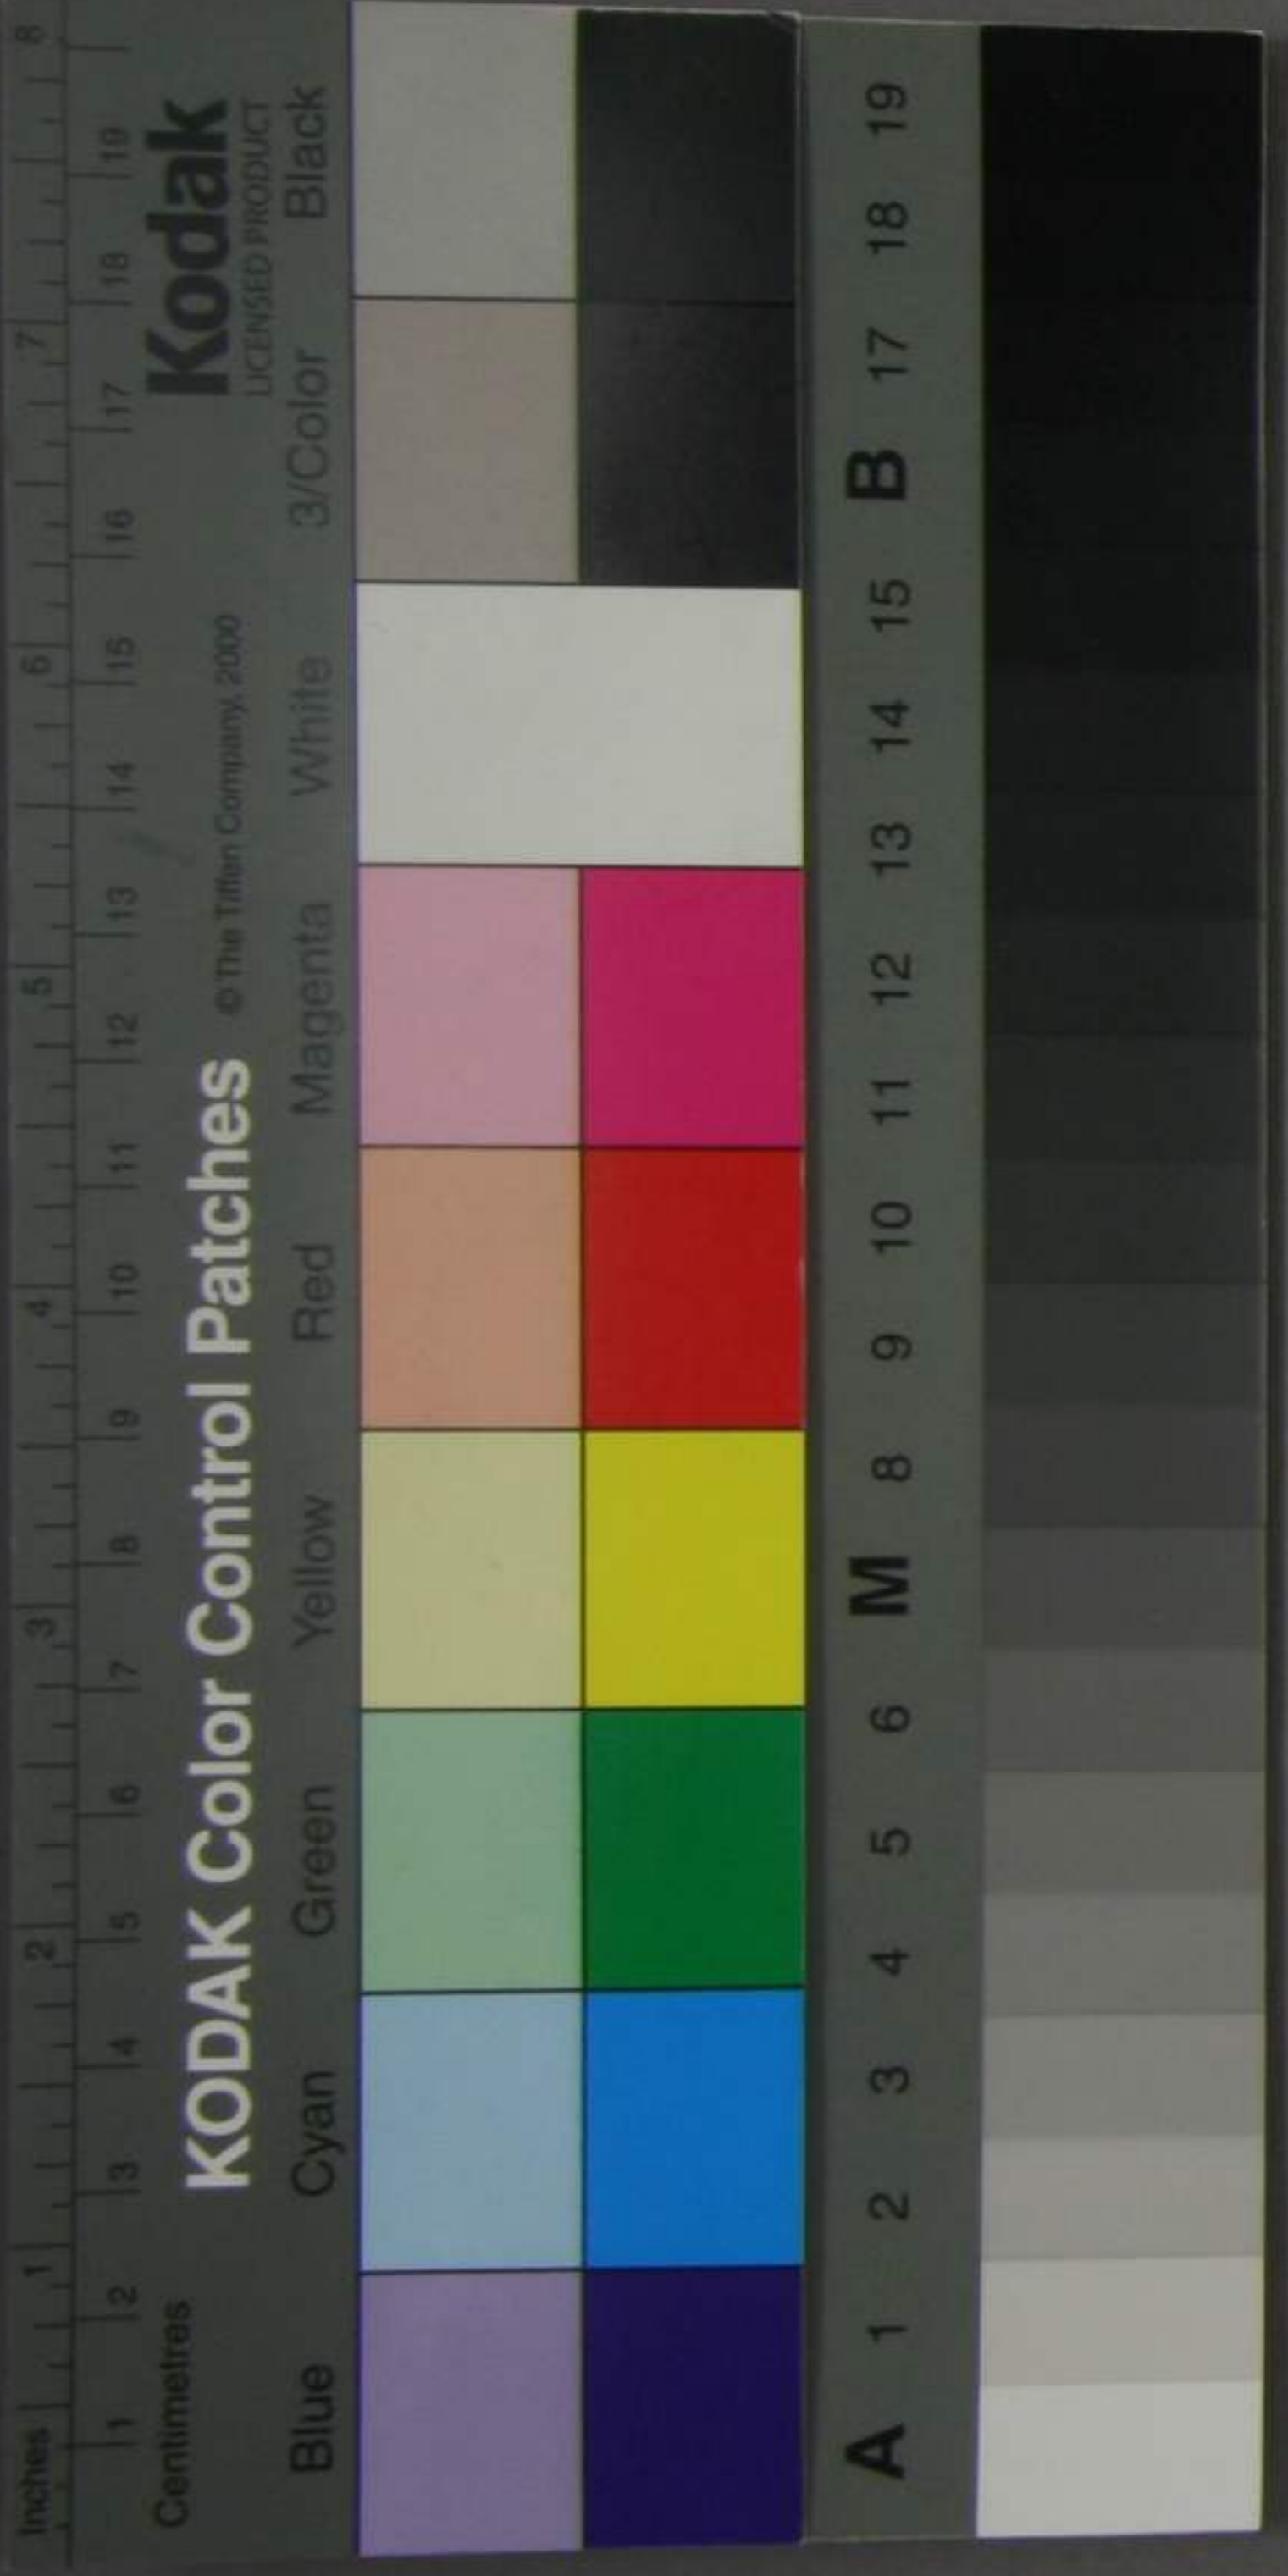 Inches 1 2 3 4 5 6 7 8
Centimetres 1 2 3 4 5 6 7 8 9 10 11 12 13 14 15 16 17 18 19
KODAK Color Control Patches © The Tiffen Company, 2000 Kodak
LICENSED PRODUCT
Blue Cyan Green Yellow Red Magenta White 3/Color Black
A 1 2 3 4 5 6 M 8 9 10 11 12 13 14 15 B 17 18 19